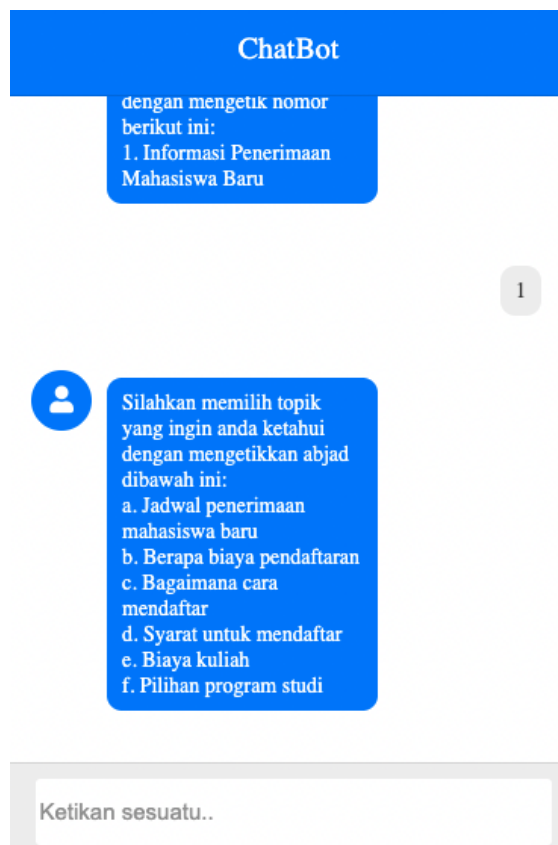 ChatBot
dengan mengetik nomor
berikut ini:
1. Informasi Penerimaan
Mahasiswa Baru
1
Silahkan memilih topik
yang ingin anda ketahui
dengan mengetikkan abjad
dibawah ini:
a. Jadwal penerimaan
mahasiswa baru
b. Berapa biaya pendaftaran
c. Bagaimana cara
mendaftar
d. Syarat untuk mendaftar
e. Biaya kuliah
f. Pilihan program studi
Ketikan sesuatu..